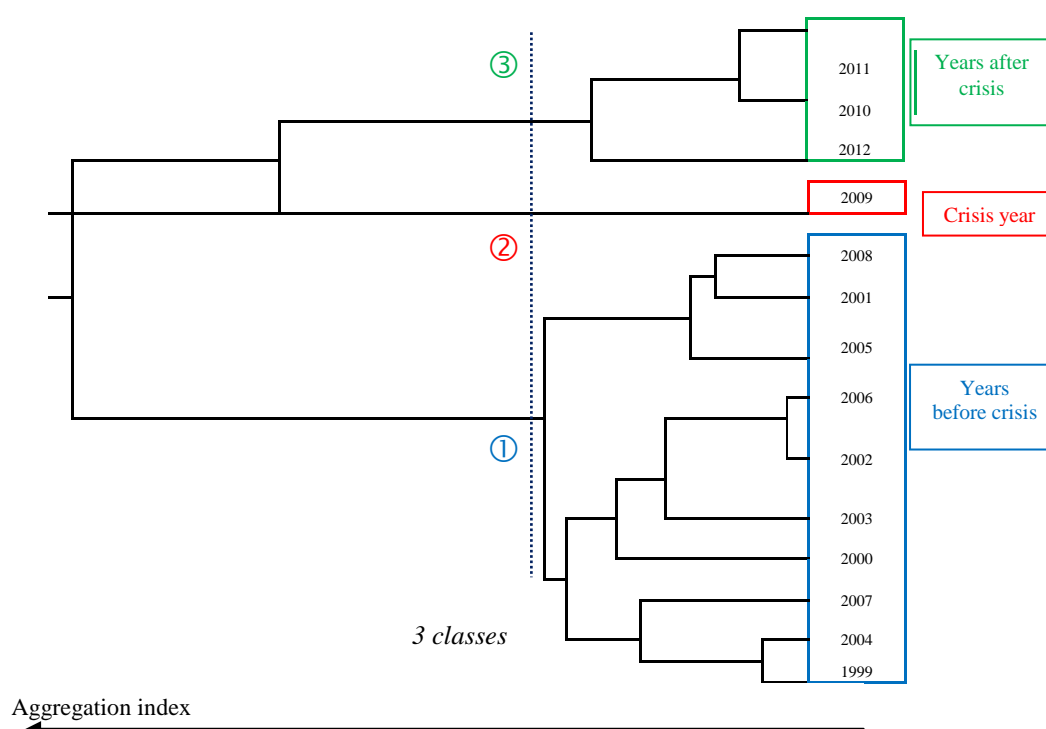 ③
2011
2010
2012
Years after
crisis
2009
Crisis year
②
2008
2001
2005
2006
2002
2003
2000
2007
2004
1999
Years
before crisis
①
3 classes
Aggregation index